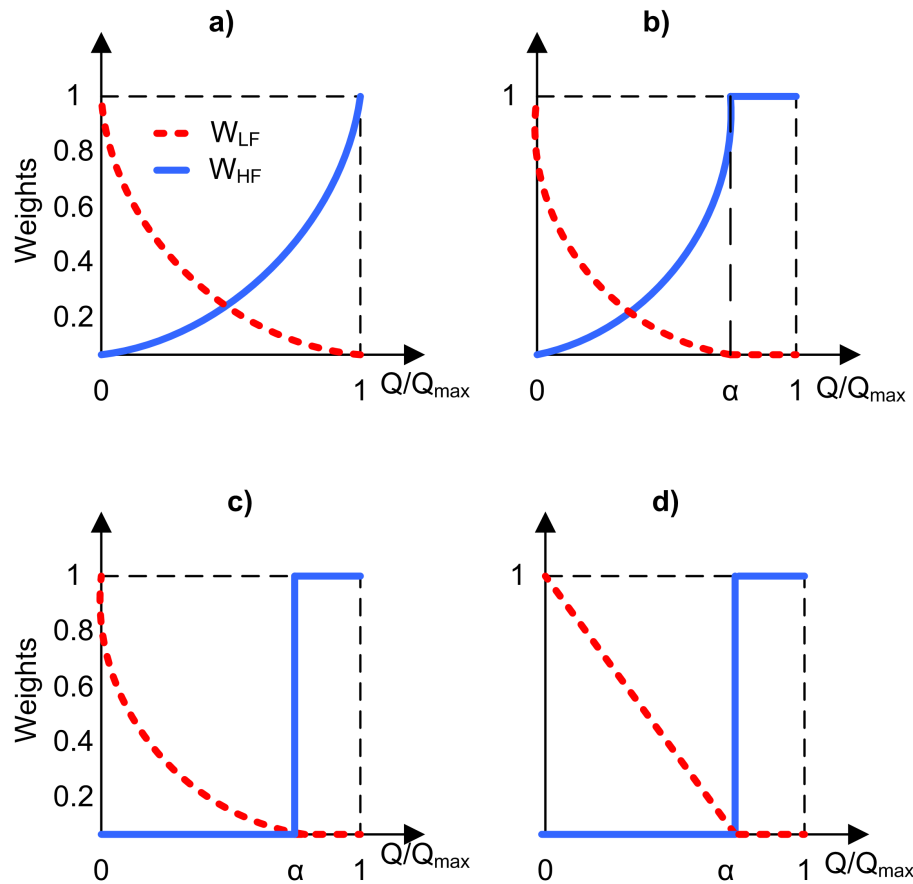 a)
1
0.8
0.6
0.4
0.2
Weights
W_LF
W_HF
0
1
Q/Q_max
b)
1
0
α
1
Q/Q_max
c)
1
0.8
0.6
0.4
0.2
Weights
0
α
1
Q/Q_max
d)
1
0
α
1
Q/Q_max